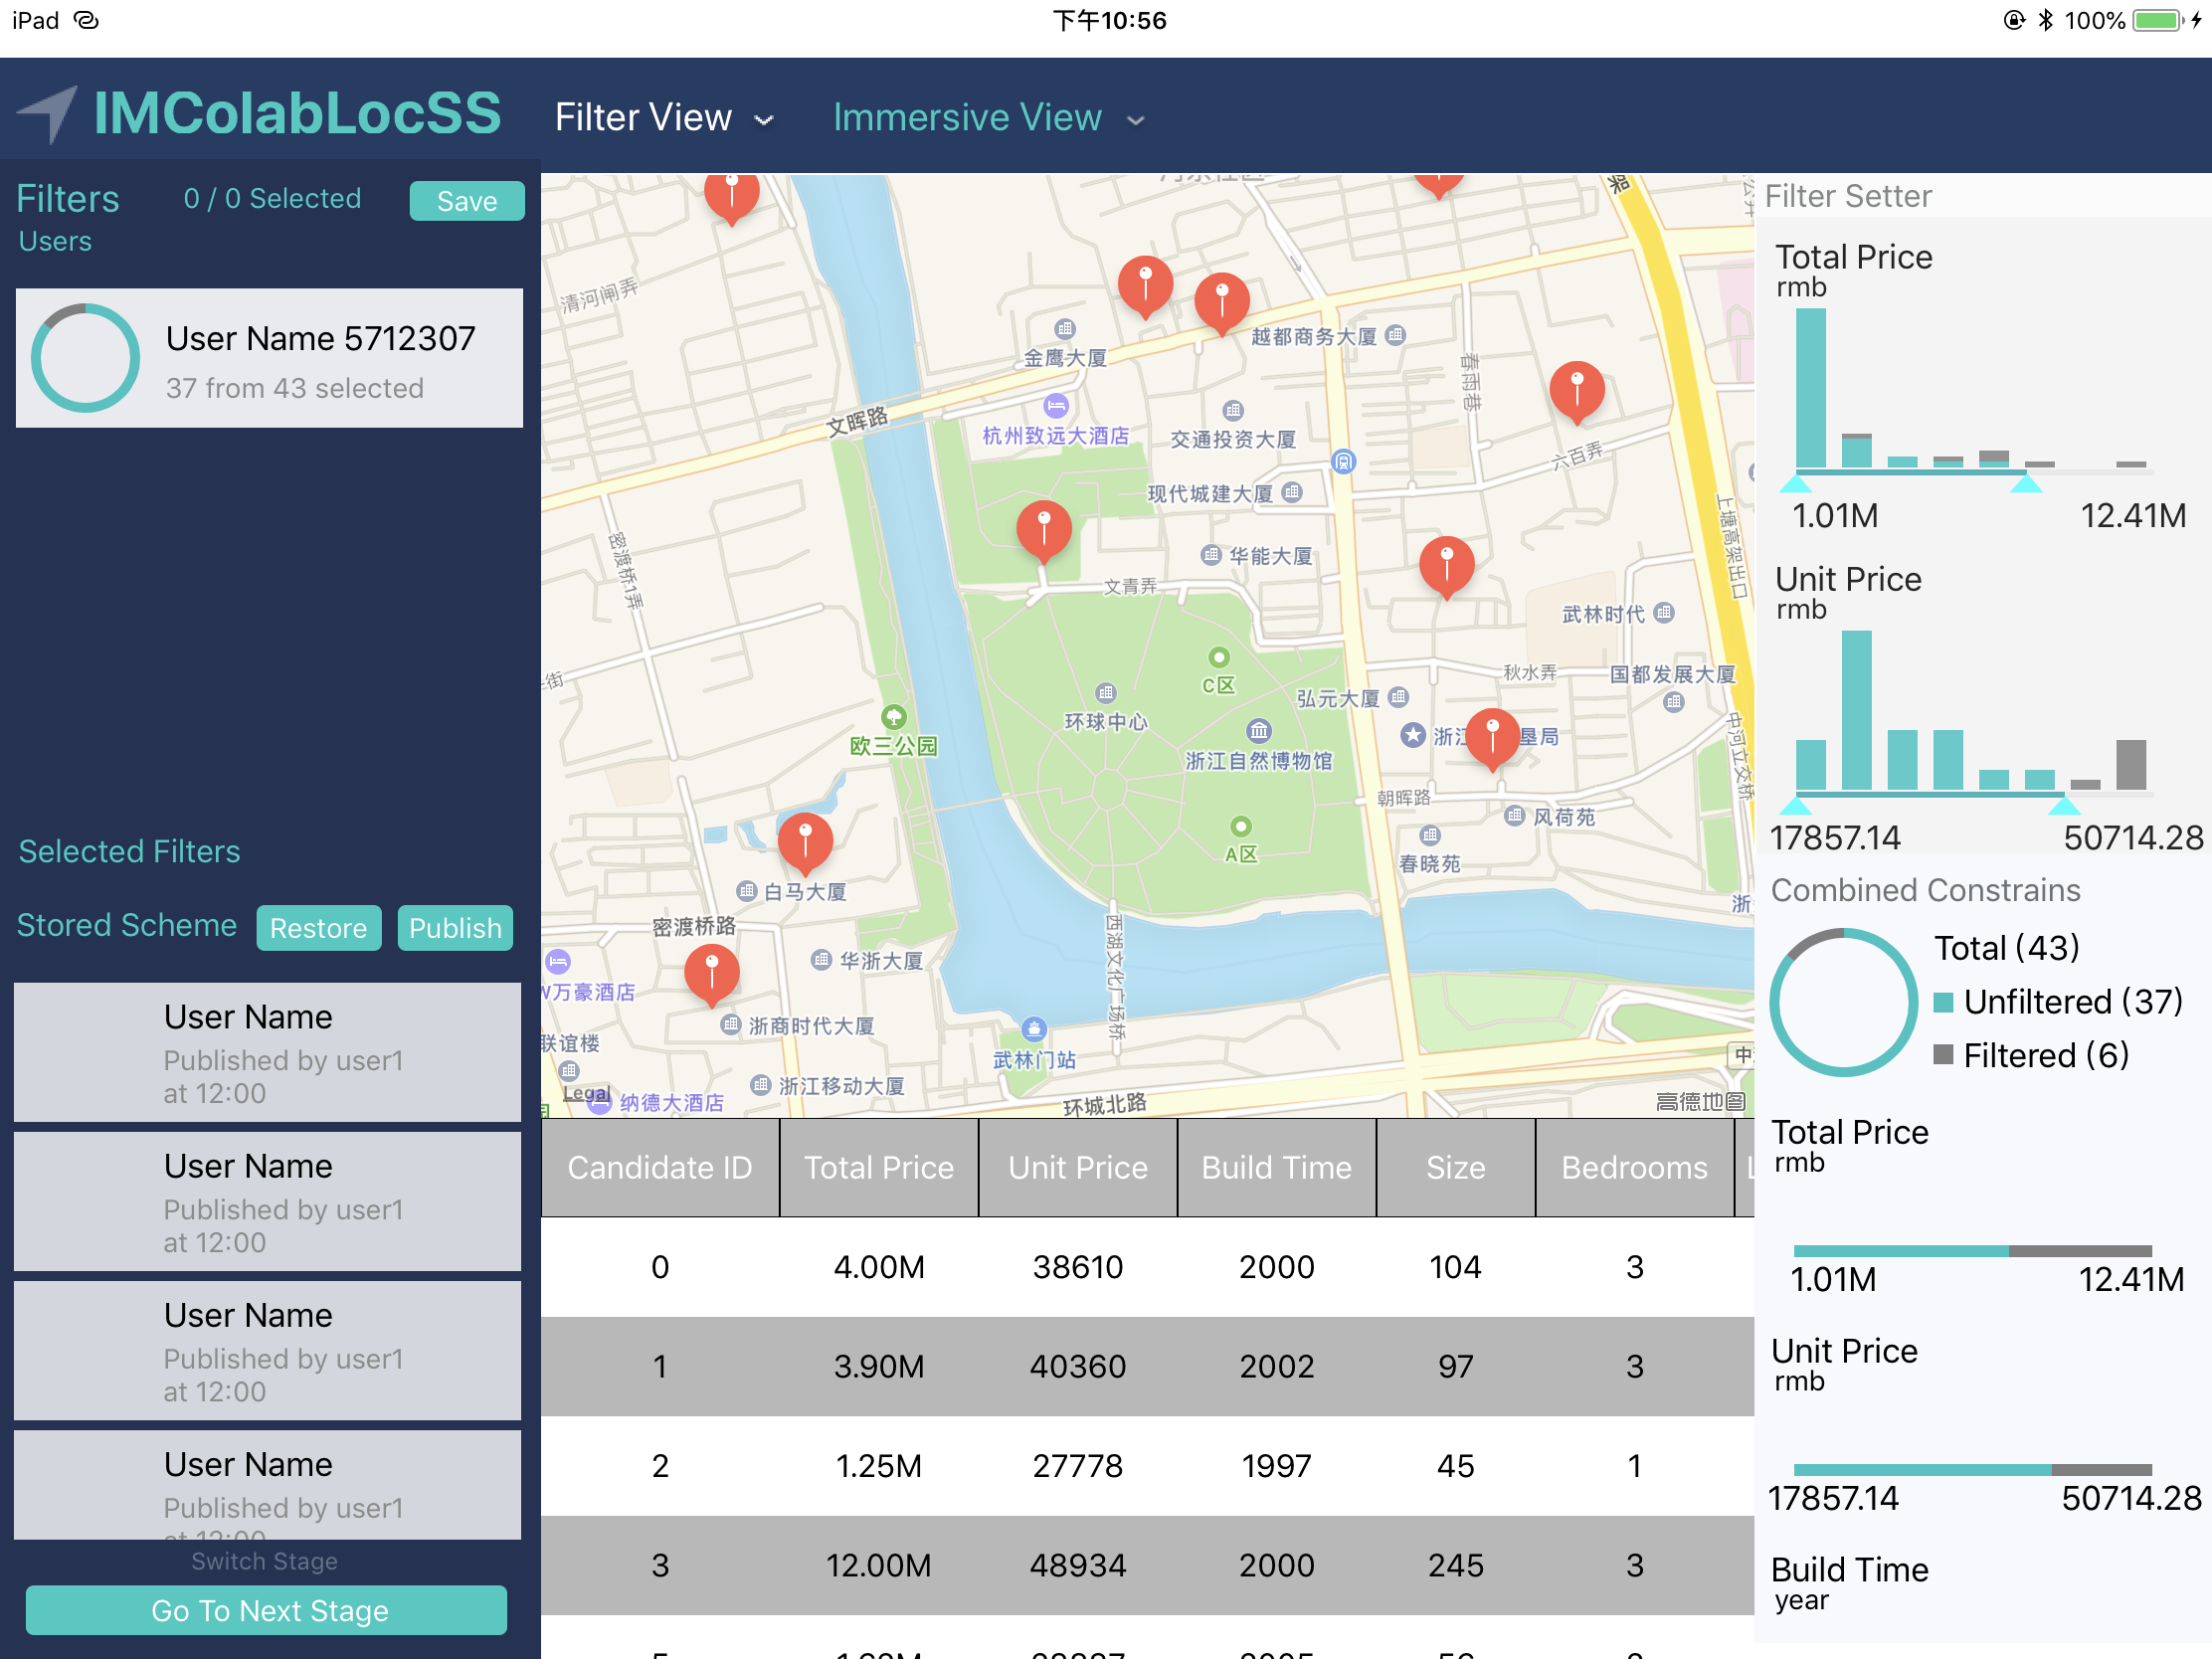 iPad
下午10:56
100%
IMColabLocSS
Filter View
Immersive View
Filters
0 / 0 Selected
Save
Users
User Name 5712307
37 from 43 selected
Selected Filters
Stored Scheme
Restore
Publish
User Name
Published by user1
at 12:00
User Name
Published by user1
at 12:00
User Name
Published by user1
at 12:00
User Name
Published by user1
at 12:00
Switch Stage
Go To Next Stage
清河闸弄
金鹰大厦
越都商务大厦
春雨巷
文晖路
杭州致远大酒店
交通投资大厦
六百弄
现代城建大厦
上塘高架出口
密渡桥1弄
华能大厦
文青弄
武林时代
C区
秋水弄
国都发展大厦
弘元大厦
环球中心
浙江自然博物馆
欧三公园
中河立交桥
朝晖路
风荷苑
A区
春晓苑
白马大厦
密渡桥路
西湖文化广场桥
华浙大厦
W万豪酒店
浙商时代大厦
联谊楼
武林门站
浙江移动大厦
Legal
纳德大酒店
环城北路
高德地图
Candidate ID Total Price Unit Price Build Time Size Bedrooms
0 4.00M 38610 2000 104 3
1 3.90M 40360 2002 97 3
2 1.25M 27778 1997 45 1
3 12.00M 48934 2000 245 3
Filter Setter
Total Price
rmb
1.01M 12.41M
Unit Price
rmb
17857.14 50714.28
Combined Constrains
Total (43)
Unfiltered (37)
Filtered (6)
Total Price
rmb
1.01M 12.41M
Unit Price
rmb
17857.14 50714.28
Build Time
year